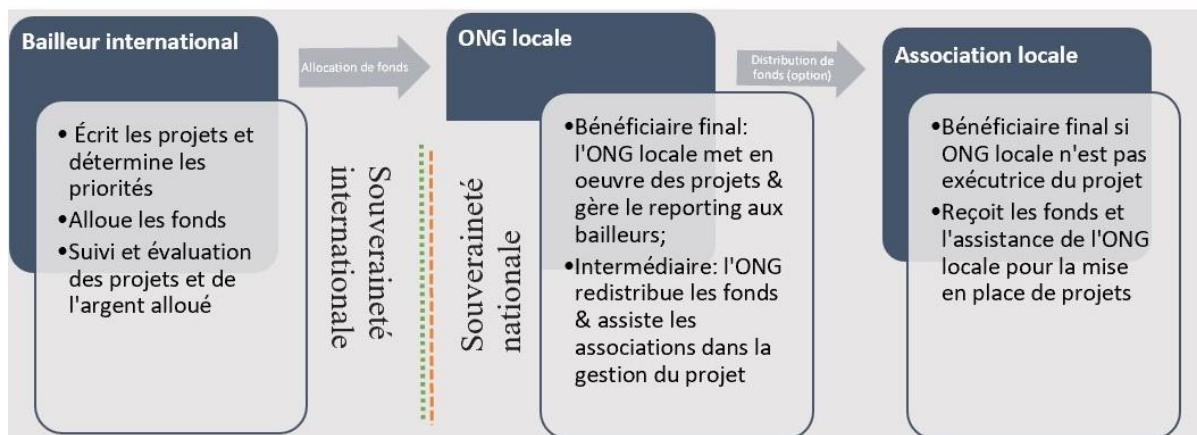 Bailleur international
• Écrit les projets et
détermine les
priorités
•Alloue les fonds
•Suivi et évaluation
des projets et de
l'argent alloué
Allocation de fonds
Souveraineté
internationale
Souveraineté
nationale
ONG locale
•Bénéficiaire final:
l'ONG locale met en
oeuvre des projets &
gère le reporting aux
bailleurs;
•Intermédiaire: l'ONG
redistribue les fonds
& assiste les
associations dans la
gestion du projet
Distribution de
fonds (option)
Association locale
•Bénéficiaire final si
ONG locale n'est pas
exécutrice du projet
•Reçoit les fonds et
l'assistance de l'ONG
locale pour la mise
en place de projets